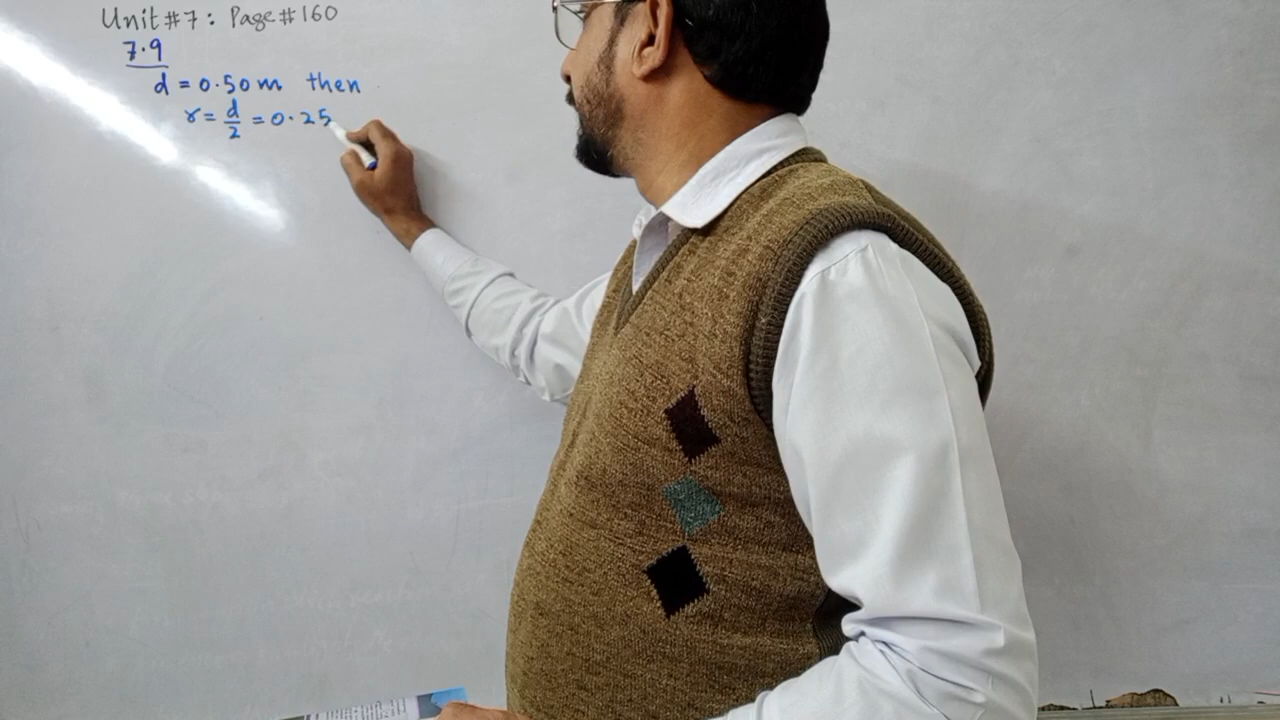 Unit #7: Page #160
7.9
d = 0.50m then
r = d/2 = 0.25